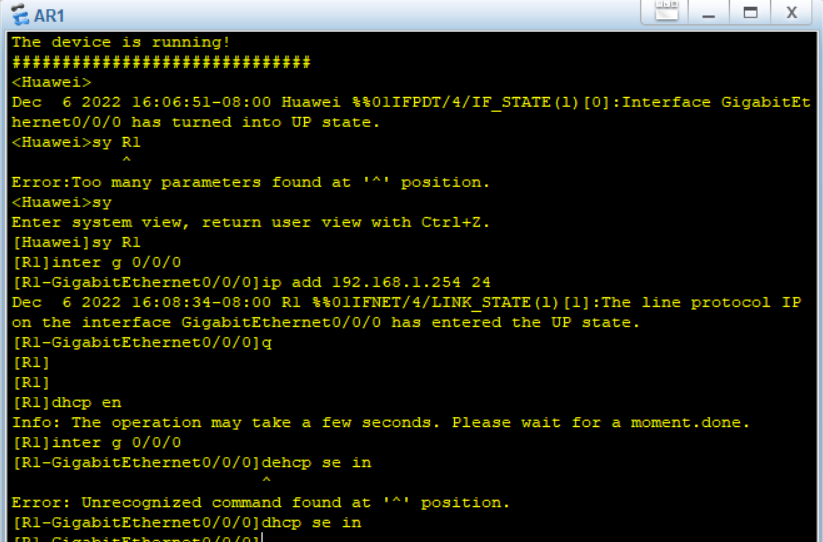 AR1
The device is running!
##############################
<Huawei>
Dec  6 2022 16:06:51-08:00 Huawei %%01IFPDT/4/IF_STATE(l)[0]:Interface GigabitEt
hernet0/0/0 has turned into UP state.
<Huawei>sy R1
^
Error:Too many parameters found at '^' position.
<Huawei>sy
Enter system view, return user view with Ctrl+Z.
[Huawei]sy R1
[R1]inter g 0/0/0
[R1-GigabitEthernet0/0/0]ip add 192.168.1.254 24
Dec  6 2022 16:08:34-08:00 R1 %%01IFNET/4/LINK_STATE(l)[1]:The line protocol IP
on the interface GigabitEthernet0/0/0 has entered the UP state.
[R1-GigabitEthernet0/0/0]q
[R1]
[R1]
[R1]dhcp en
Info: The operation may take a few seconds. Please wait for a moment.done.
[R1]inter g 0/0/0
[R1-GigabitEthernet0/0/0]dehcp se in
^
Error: Unrecognized command found at '^' position.
[R1-GigabitEthernet0/0/0]dhcp se in
[R1-GigabitEthernet0/0/0]